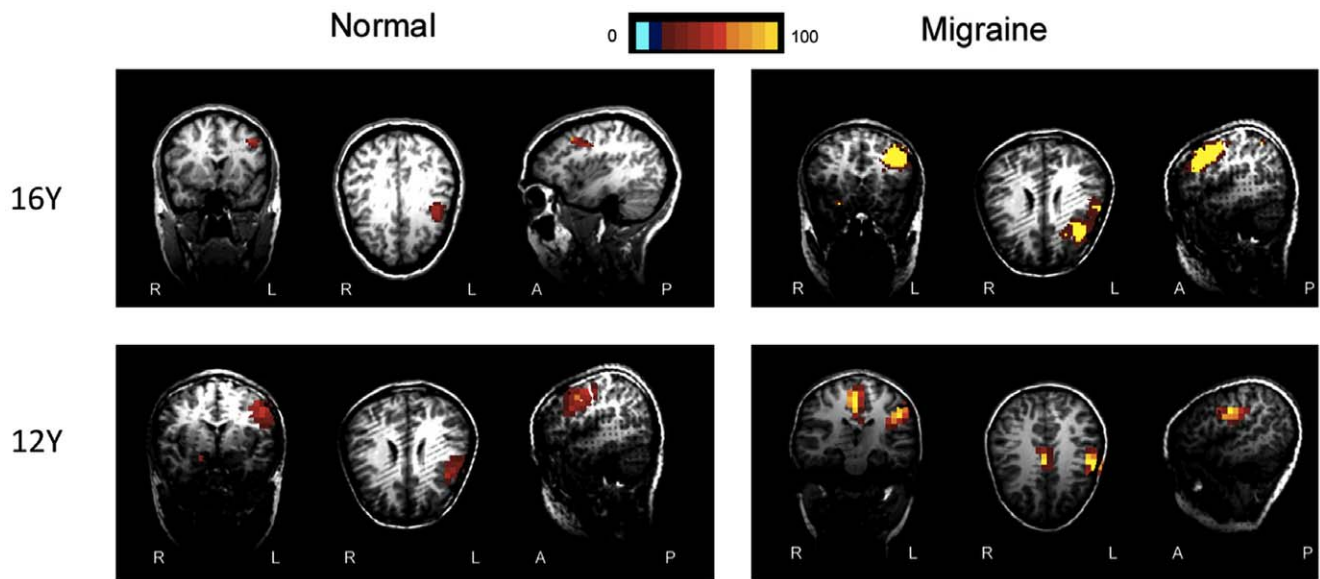 Normal 0 100 Migraine
16Y
R L R L A P R L R L A P
12Y
R L R L A P R L R L A P